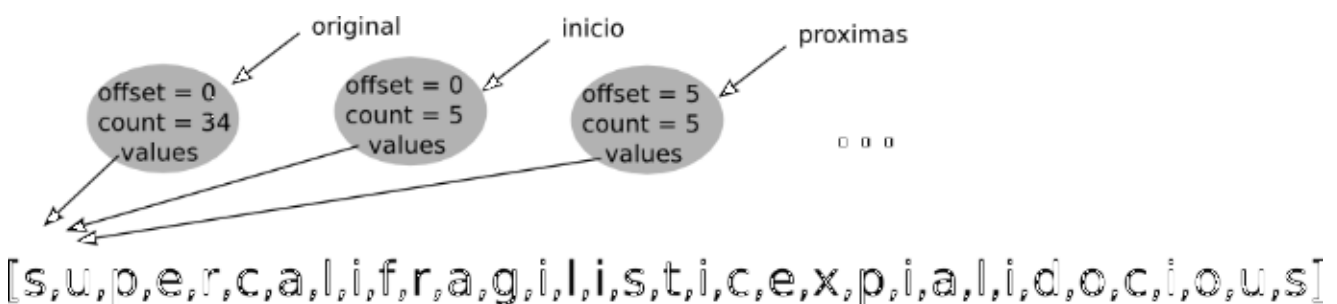 original
inicio
proximas
offset = 0
count = 34
values
offset = 0
count = 5
values
offset = 5
count = 5
values
[s,u,p,e,r,c,a,l,i,f,r,a,g,i,l,i,s,t,i,c,e,x,p,i,a,l,i,d,o,c,i,o,u,s]